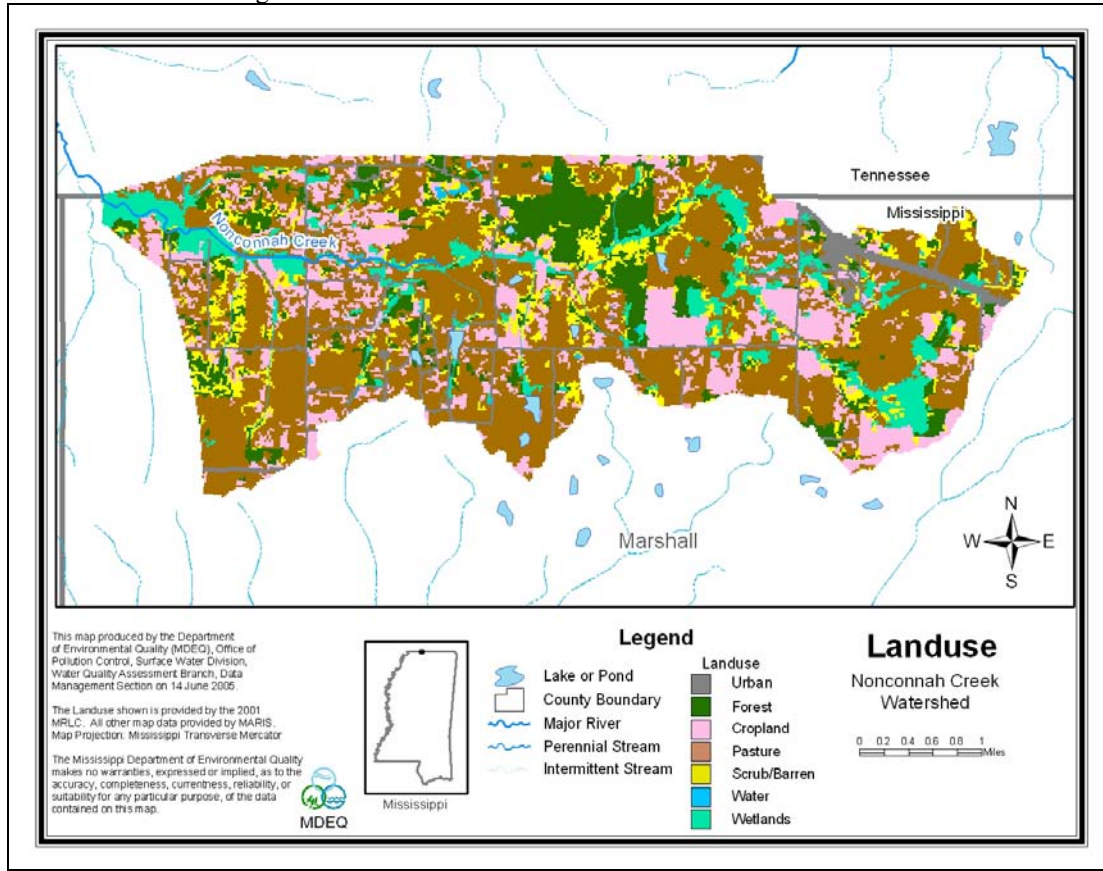 Tennessee
Mississippi
Nonconnah Creek
Marshall
N
W E
S
This map produced by the Department
of Environmental Quality (MDEQ), Office of
Pollution Control, Surface Water Division,
Water Quality Assessment Branch, Data
Management Section on 14 June 2005.
The Landuse shown is provided by the 2001
MRLC. All other map data provided by MARIS.
Map Projection: Mississippi Transverse Mercator
The Mississippi Department of Environmental Quality
makes no warranties, expressed or implied, as to the
accuracy, completeness, currentness, reliability, or
suitability for any particular purpose, of the data
contained on this map.
MDEQ
Mississippi
Legend
Lake or Pond
County Boundary
Major River
Perennial Stream
Intermittent Stream
Landuse
Urban
Forest
Cropland
Pasture
Scrub/Barren
Water
Wetlands
Landuse
Nonconnah Creek
Watershed
0 0.2 0.4 0.6 0.8 1
Miles